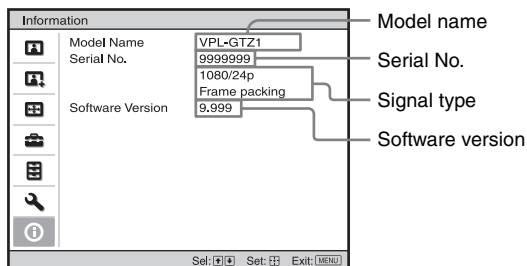 Information
Model Name VPL-GTZ1
Serial No. 9999999
1080/24p
Frame packing
Software Version 9.999
Sel: Set: Exit: MENU
Model name
Serial No.
Signal type
Software version